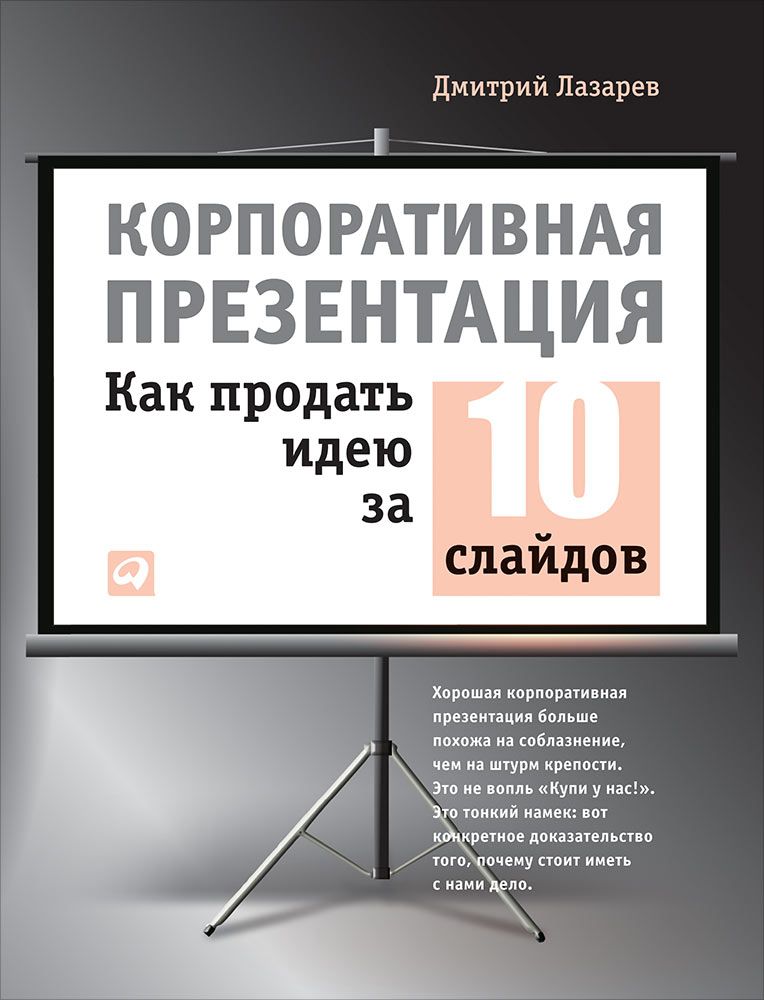 Дмитрий Лазарев
КОРПОРАТИВНАЯ
ПРЕЗЕНТАЦИЯ
Как продать
идею
за
10
слайдов
Хорошая корпоративная
презентация больше
похожа на соблазнение,
чем на штурм крепости.
Это не вопль «Купи у нас!».
Это тонкий намек: вот
конкретное доказательство
того, почему стоит иметь
с нами дело.